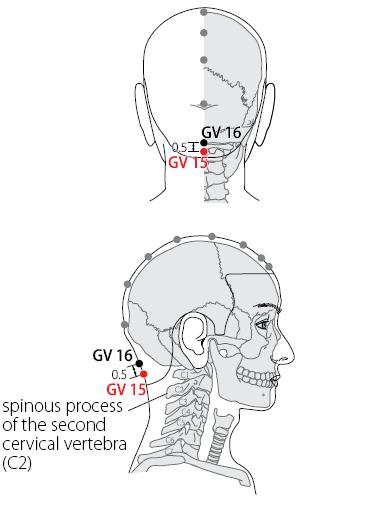 GV 16
0.5
GV 15
GV 16
0.5
GV 15
spinous process
of the second
cervical vertebra
(C2)